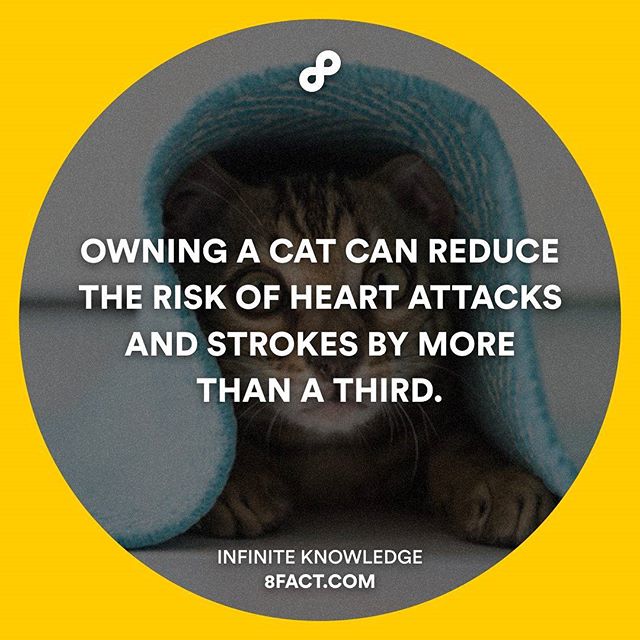 OWNING A CAT CAN REDUCE
THE RISK OF HEART ATTACKS
AND STROKES BY MORE
THAN A THIRD.
INFINITE KNOWLEDGE
8FACT.COM